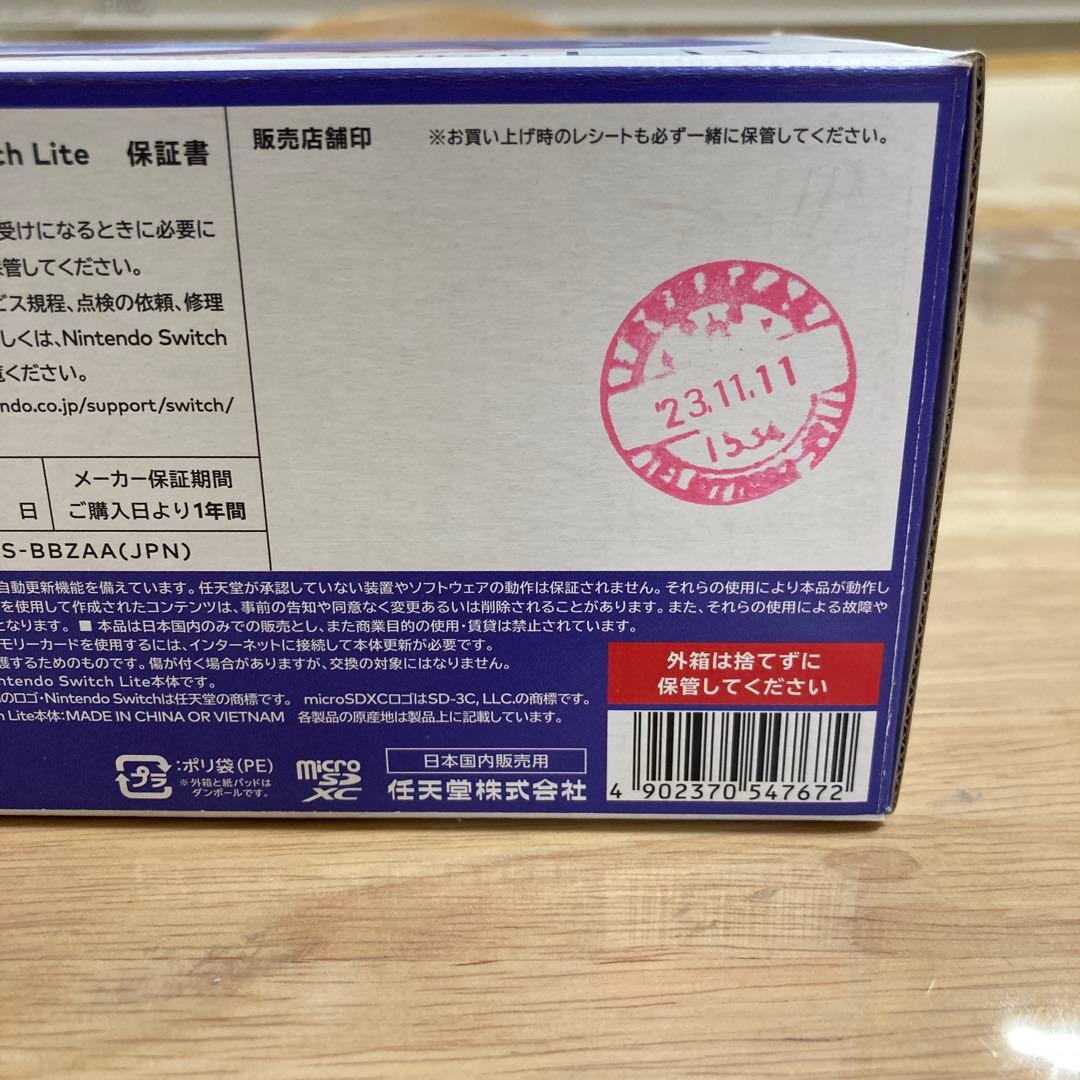 ch Lite 保証書
受けになるときに必要に
保管してください。
ビス規程、点検の依頼、修理
しくは、Nintendo Switch
ください。
ndo.co.jp/support/switch/
日
メーカー保証期間
ご購入日より1年間
S-BBZAA(JPN)
販売店舗印
※お買い上げ時のレシートも必ず一緒に保管してください。
'23.11.11
自動更新機能を備えています。任天堂が承認していない装置やソフトウェアの動作は保証されません。それらの使用により本品が動作し
を使用して作成されたコンテンツは、事前の告知や同意なく変更あるいは削除されることがあります。また、それらの使用による故障や
となります。 ■ 本品は日本国内のみでの販売とし、また商業目的の使用・賃貸は禁止されています。
モリーカードを使用するには、インターネットに接続して本体更新が必要です。
護するためのものです。傷が付く場合がありますが、交換の対象にはなりません。
ntendo Switch Lite本体です。
のロゴ・Nintendo Switchは任天堂の商標です。 microSDXCロゴはSD-3C, LLC.の商標です。
h Lite本体:MADE IN CHINA OR VIETNAM 各製品の原産地は製品上に記載しています。
外箱は捨てずに
保管してください
プラ
:ポリ袋(PE)
※外箱と紙パッドは
ダンボールです。
micro
SD
XC
日本国内販売用
任天堂株式会社
4 902370 547672